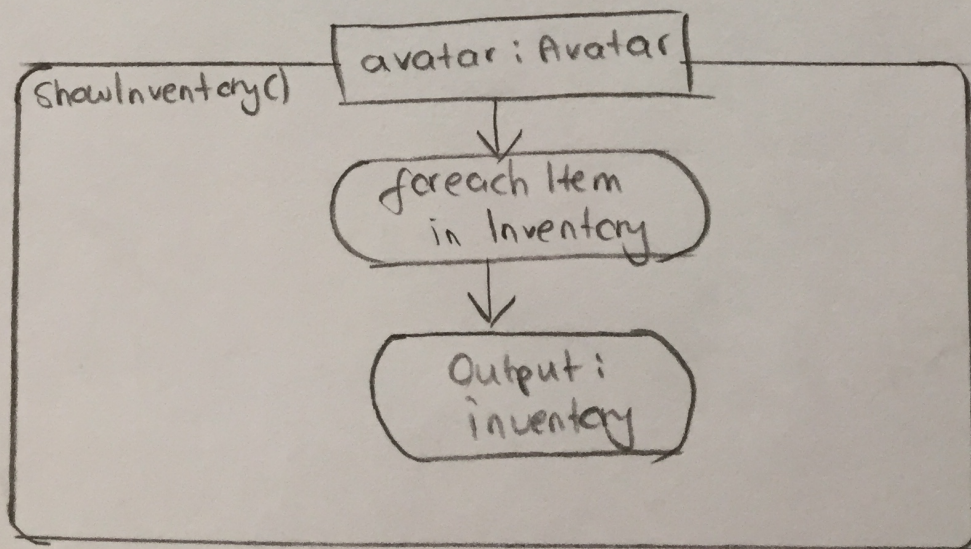 avatar : Avatar
ShowInventory()
foreach Item
in Inventory
Output :
inventory